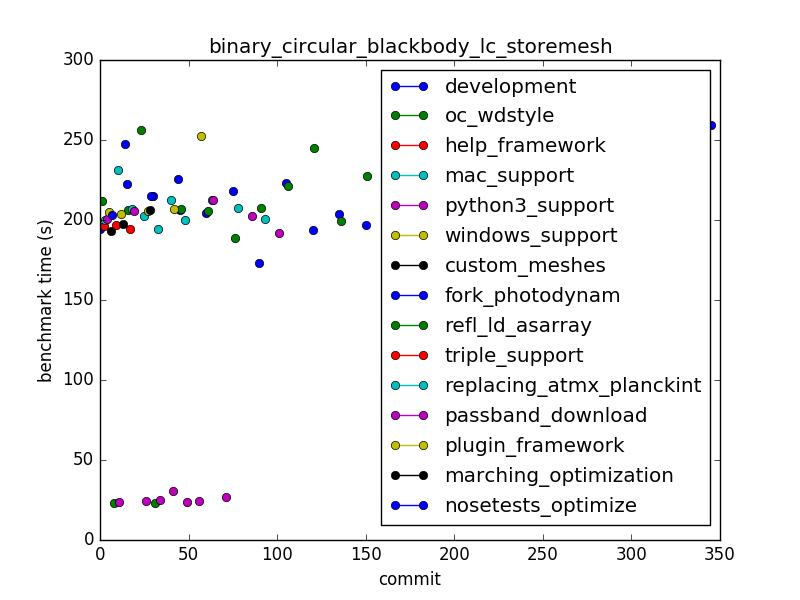 binary_circular_blackbody_lc_storemesh
300
250
200
150
100
50
0
benchmark time (s)
development
oc_wdstyle
help_framework
mac_support
python3_support
windows_support
custom_meshes
fork_photodynam
refl_ld_asarray
triple_support
replacing_atmx_planckint
passband_download
plugin_framework
marching_optimization
nosetests_optimize
0 50 100 150 200 250 300 350
commit